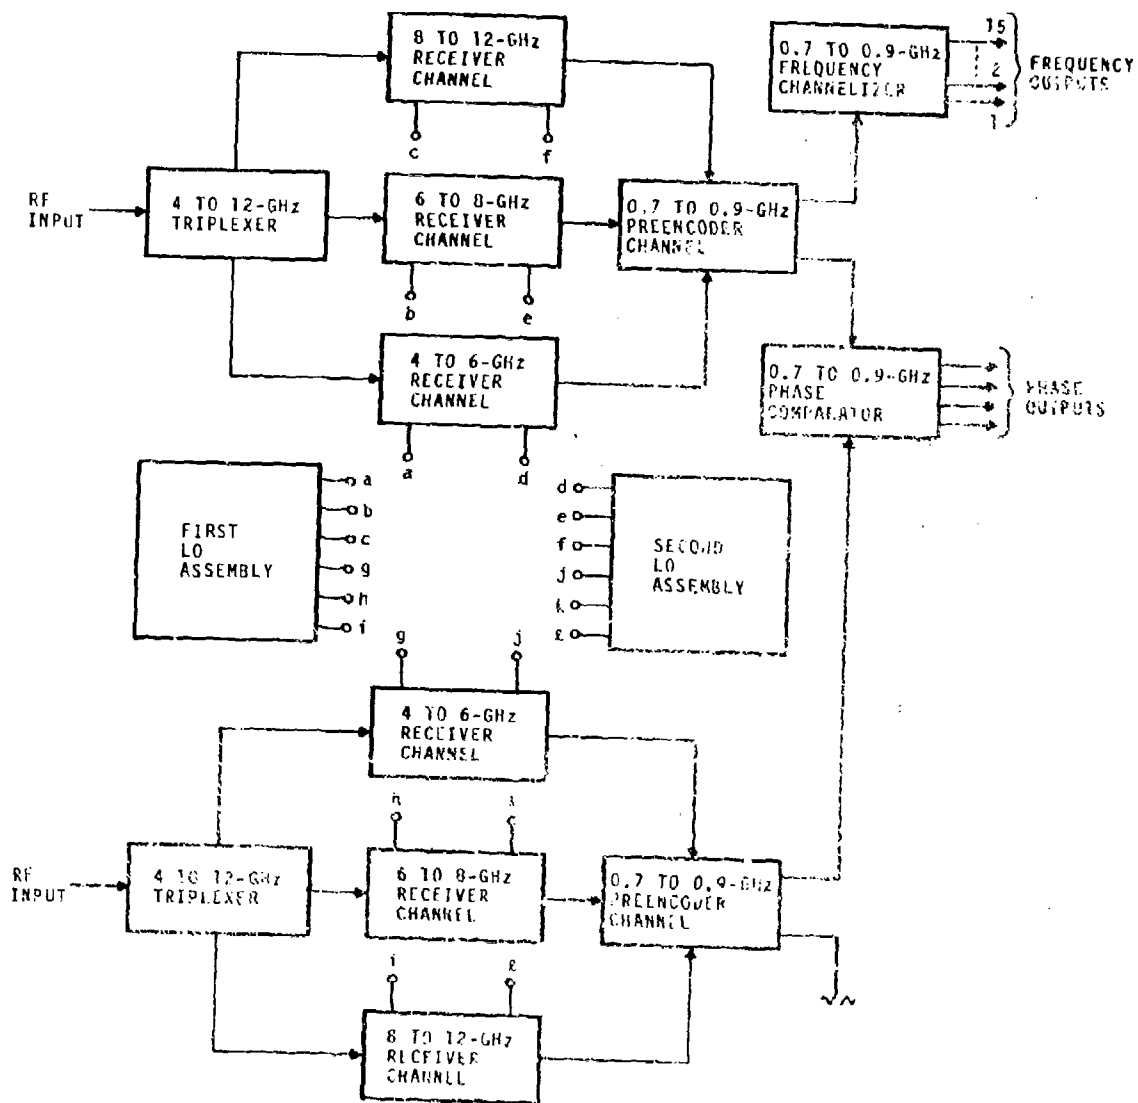 8 TO 12-GHz
RECEIVER
CHANNEL
c
f
0.7 TO 0.9-GHz
FREQUENCY
CHANNELIZER
15
2
1
FREQUENCY
OUTPUTS
RF
INPUT
4 TO 12-GHz
TRIPLEXER
6 TO 8-GHz
RECEIVER
CHANNEL
b
e
0.7 TO 0.9-GHz
PREENCODER
CHANNEL
4 TO 6-GHz
RECEIVER
CHANNEL
a
d
0.7 TO 0.9-GHz
PHASE
COMPARATOR
PHASE
OUTPUTS
FIRST
LO
ASSEMBLY
a
b
c
g
h
i
d
e
f
j
k
ℓ
SECOND
LO
ASSEMBLY
g
j
4 TO 6-GHz
RECEIVER
CHANNEL
h
k
RF
INPUT
4 TO 12-GHz
TRIPLEXER
6 TO 8-GHz
RECEIVER
CHANNEL
0.7 TO 0.9-GHz
PREENCODER
CHANNEL
i
ℓ
8 TO 12-GHz
RECEIVER
CHANNEL